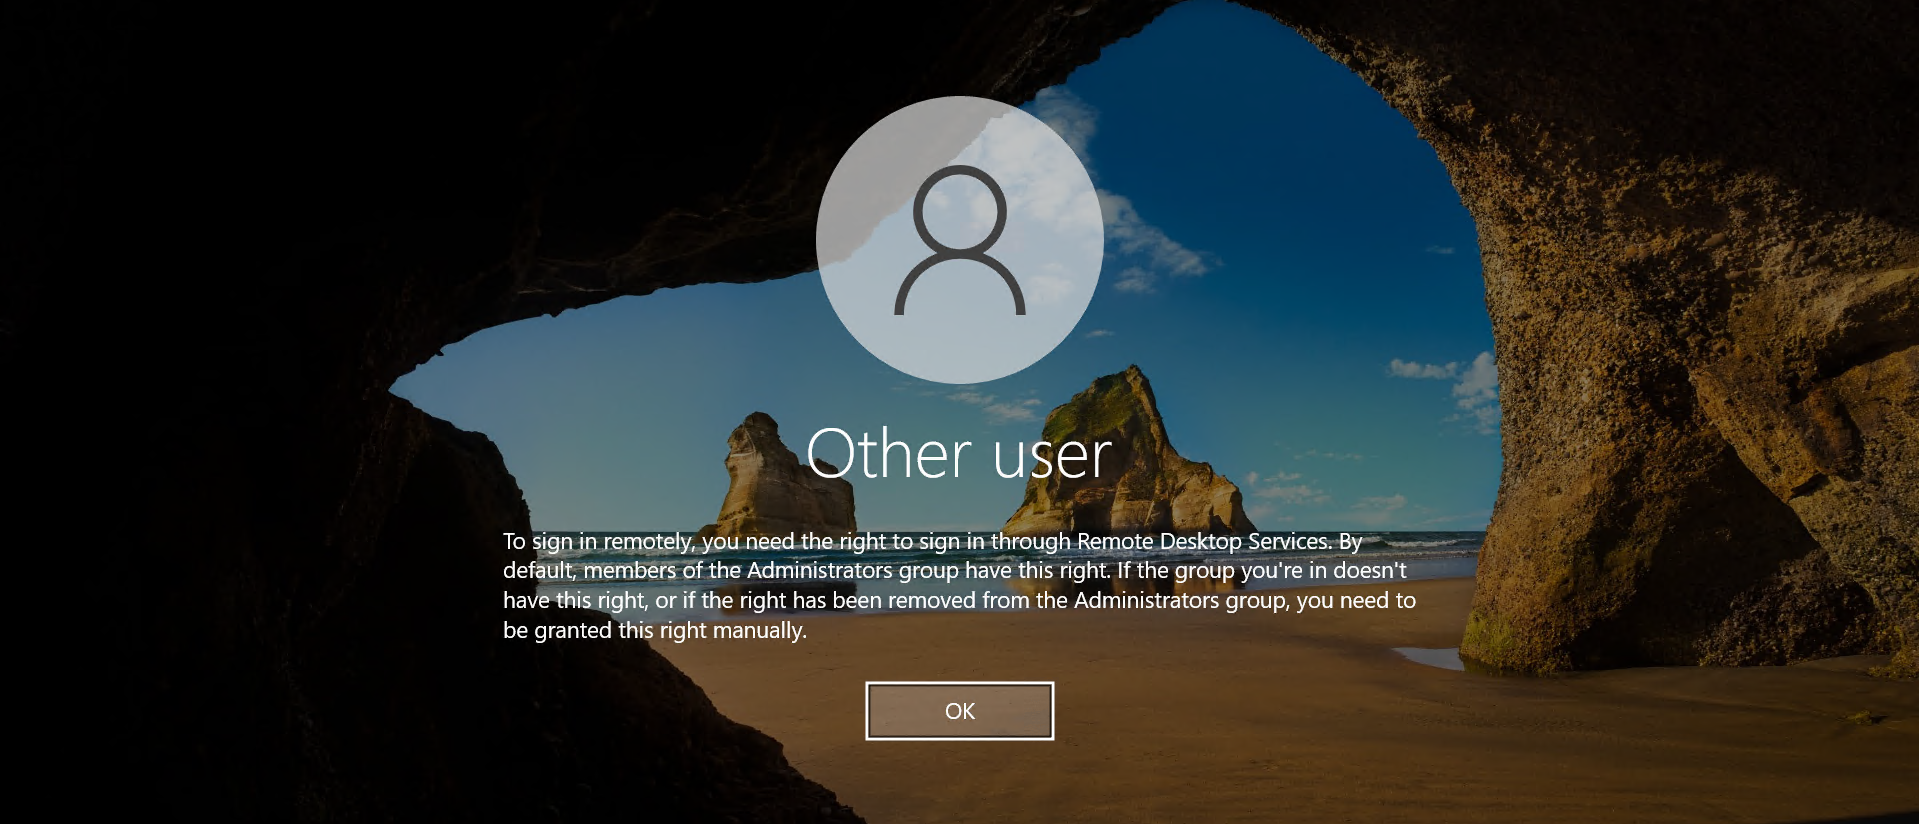 Other user
To sign in remotely, you need the right to sign in through Remote Desktop Services. By
default, members of the Administrators group have this right. If the group you're in doesn't
have this right, or if the right has been removed from the Administrators group, you need to
be granted this right manually.
OK